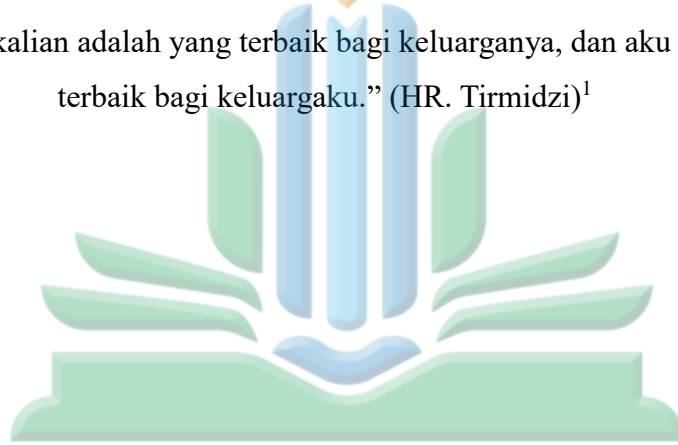 kalian adalah yang terbaik bagi keluarganya, dan aku
terbaik bagi keluargaku.” (HR. Tirmidzi)¹